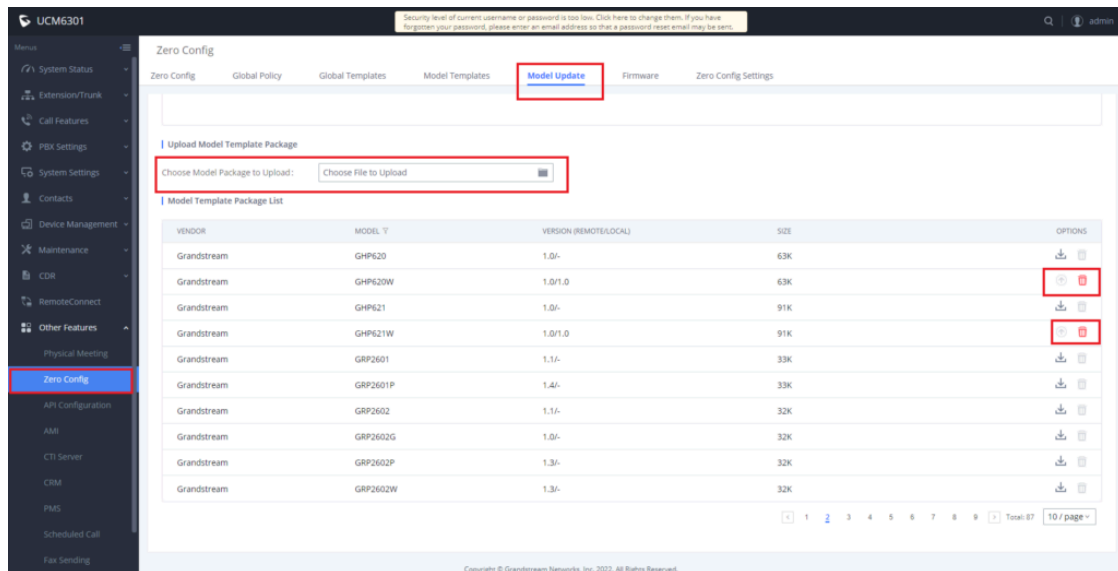 UCM6301
Security level of current username or password is too low. Click here to change them. If you have
forgotten your password, please enter an email address so that a password reset email may be sent.
admin
Menus
System Status
Extension/Trunk
Call Features
PBX Settings
System Settings
Contacts
Device Management
Maintenance
CDR
RemoteConnect
Other Features
Physical Meeting
Zero Config
API Configuration
AMI
CTI Server
CRM
PMS
Scheduled Call
Fax Sending
Zero Config
Zero Config Global Policy Global Templates Model Templates Model Update Firmware Zero Config Settings
Upload Model Template Package
Choose Model Package to Upload: Choose File to Upload
Model Template Package List
VENDOR MODEL VERSION (REMOTE/LOCAL) SIZE OPTIONS
Grandstream GHP620 1.0/- 63K
Grandstream GHP620W 1.0/1.0 63K
Grandstream GHP621 1.0/- 91K
Grandstream GHP621W 1.0/1.0 91K
Grandstream GRP2601 1.1/- 33K
Grandstream GRP2601P 1.4/- 33K
Grandstream GRP2602 1.1/- 32K
Grandstream GRP2602G 1.0/- 32K
Grandstream GRP2602P 1.3/- 32K
Grandstream GRP2602W 1.3/- 32K
< 1 2 3 4 5 6 7 8 9 > Total: 87 10 / page
Copyright © Grandstream Networks, Inc. 2022. All Rights Reserved.